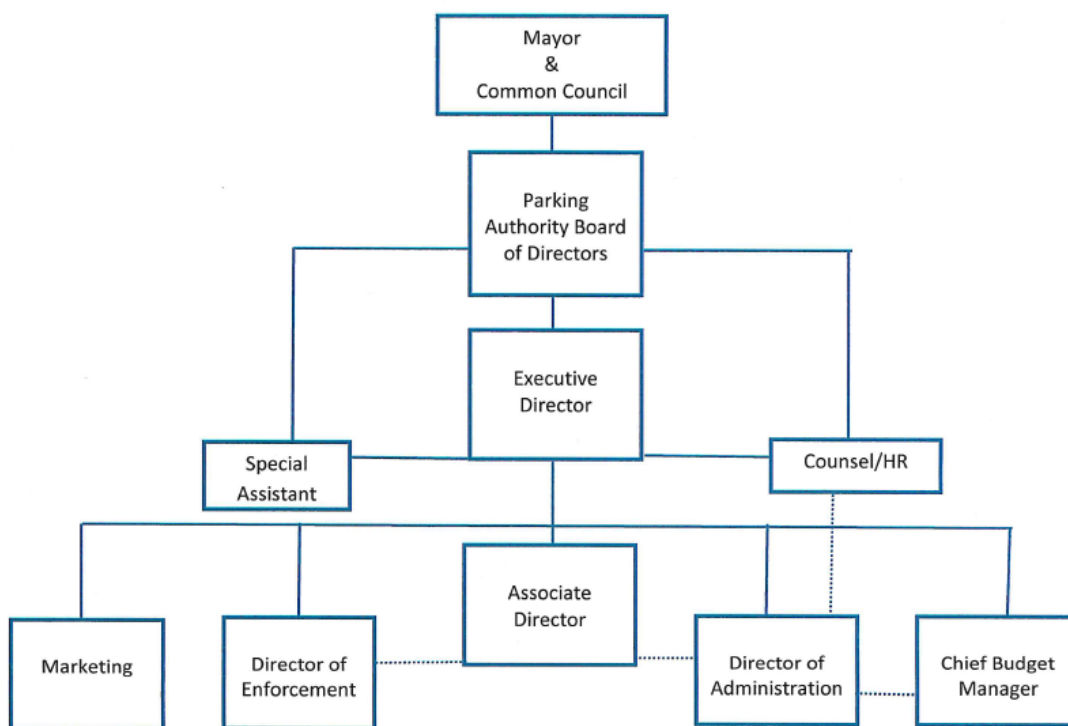 Mayor
&
Common Council
Parking
Authority Board
of Directors
Executive
Director
Special
Assistant
Counsel/HR
Associate
Director
Marketing
Director of
Enforcement
Director of
Administration
Chief Budget
Manager